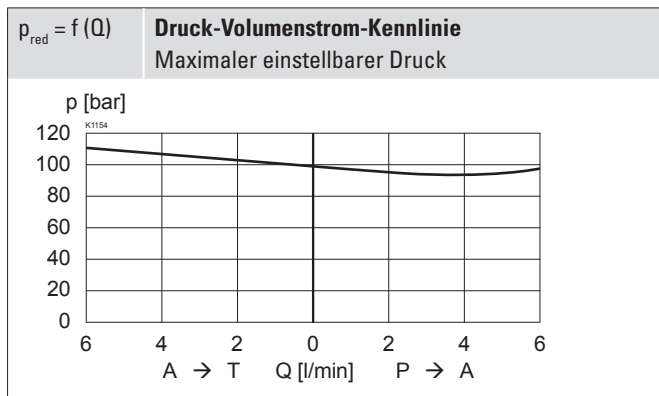 p_red = f (Q) Druck-Volumenstrom-Kennlinie
Maximaler einstellbarer Druck
p [bar]
K1154
120
100
80
60
40
20
0
6 4 2 0 2 4 6
A → T Q [l/min] P → A